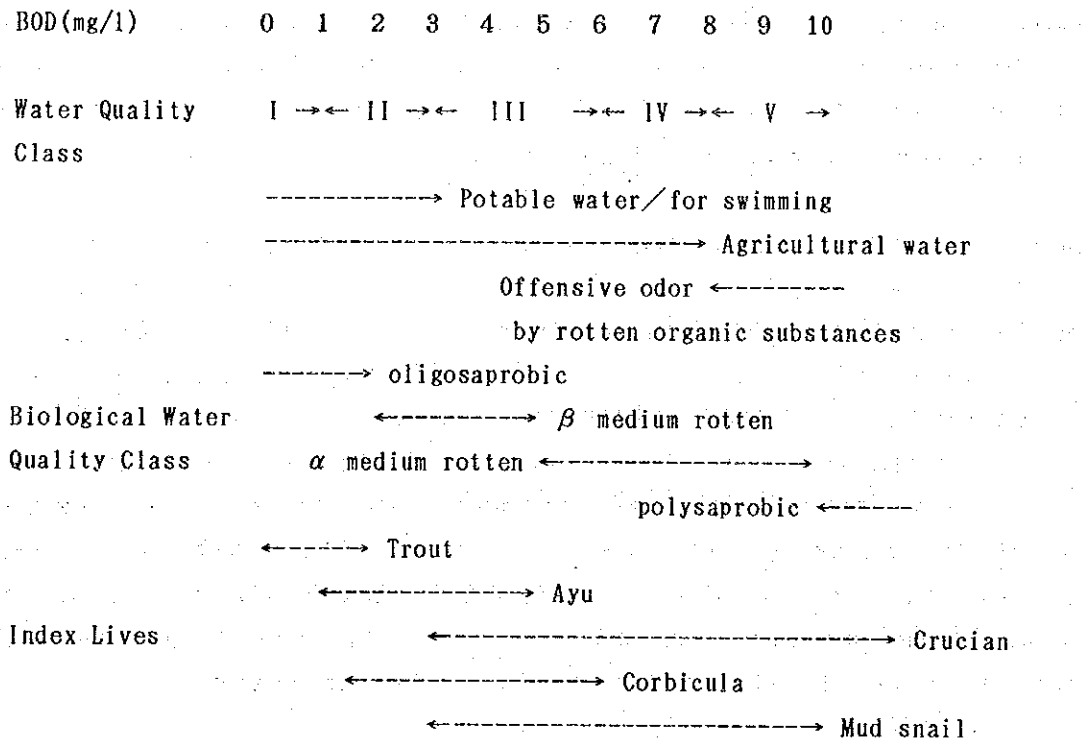 BOD(mg/l) 0 1 2 3 4 5 6 7 8 9 10
Water Quality I →← II →← III →← IV →← V →
Class
------------→ Potable water/for swimming
------------------------------→ Agricultural water
Offensive odor ←---------
by rotten organic substances
-------→ oligosaprobic
Biological Water ←---------→ β medium rotten
Quality Class α medium rotten ←-----------------→
polysaprobic ←------
←-----→ Trout
←-------------→ Ayu
Index Lives ←-------------------------------→ Crucian
←----------------→ Corbicula
←--------------------------→ Mud snail